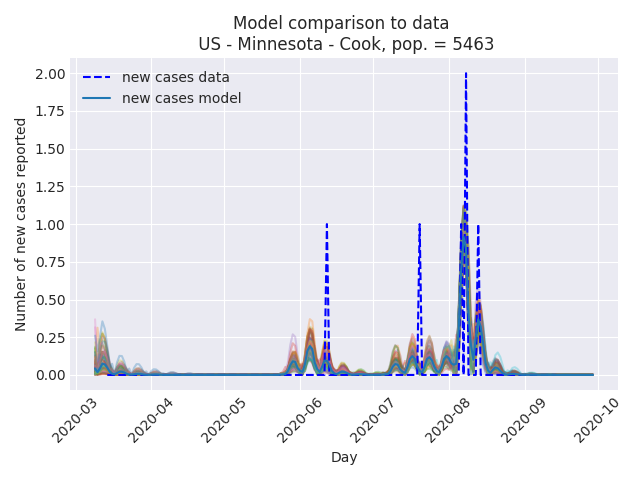 Model comparison to data
US - Minnesota - Cook, pop. = 5463
new cases data
new cases model
Number of new cases reported
2.00
1.75
1.50
1.25
1.00
0.75
0.50
0.25
0.00
2020-03
2020-04
2020-05
2020-06
2020-07
2020-08
2020-09
2020-10
Day